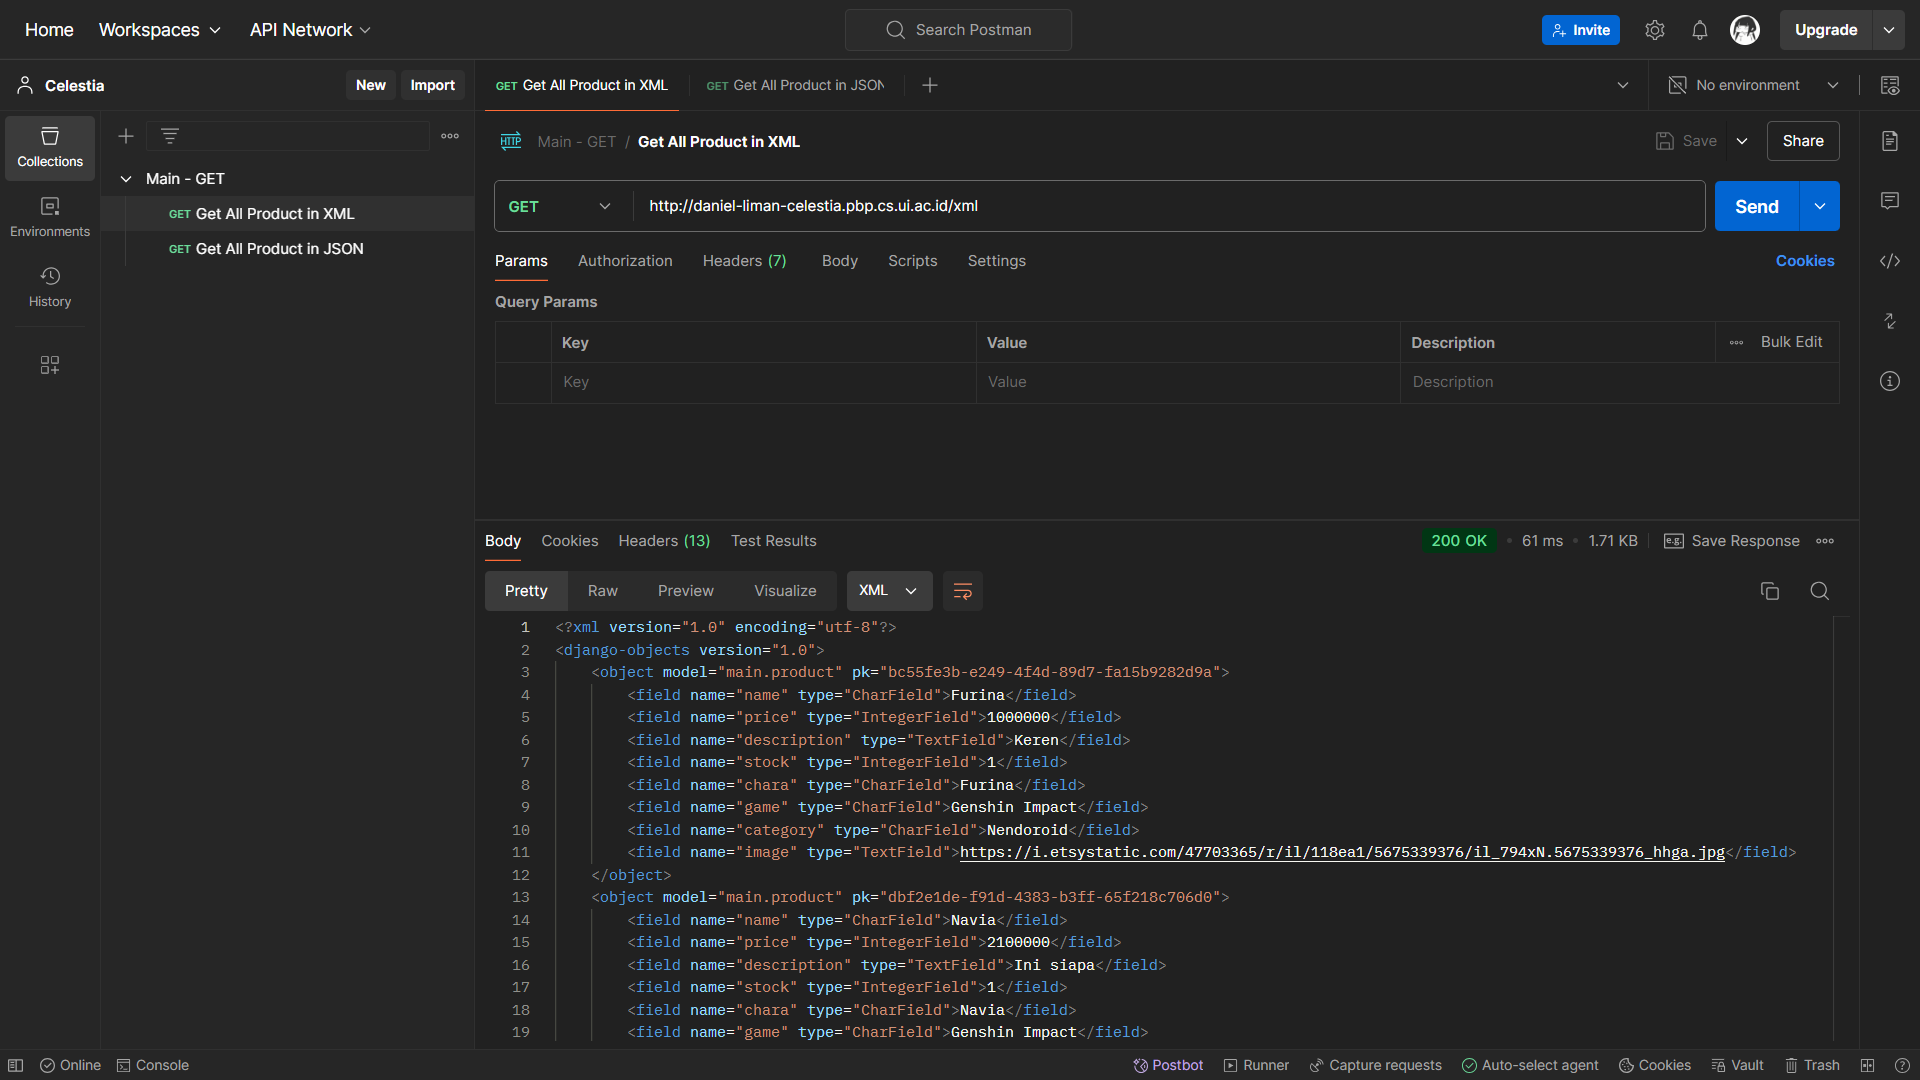 Home Workspaces API Network Search Postman Invite Upgrade
Celestia New Import GET Get All Product in XML GET Get All Product in JSON No environment
Collections
Environments
History
Main - GET
GET Get All Product in XML
GET Get All Product in JSON
HTTP Main - GET / Get All Product in XML Save Share
GET http://daniel-liman-celestia.pbp.cs.ui.ac.id/xml Send
Params Authorization Headers (7) Body Scripts Settings Cookies
Query Params
Key Value Description Bulk Edit
Key Value Description
Body Cookies Headers (13) Test Results 200 OK • 61 ms • 1.71 KB e.g. Save Response
Pretty Raw Preview Visualize XML
1 <?xml version="1.0" encoding="utf-8"?>
2 <django-objects version="1.0">
3 <object model="main.product" pk="bc55fe3b-e249-4f4d-89d7-fa15b9282d9a">
4 <field name="name" type="CharField">Furina</field>
5 <field name="price" type="IntegerField">1000000</field>
6 <field name="description" type="TextField">Keren</field>
7 <field name="stock" type="IntegerField">1</field>
8 <field name="chara" type="CharField">Furina</field>
9 <field name="game" type="CharField">Genshin Impact</field>
10 <field name="category" type="CharField">Nendoroid</field>
11 <field name="image" type="TextField">https://i.etsystatic.com/47703365/r/il/118ea1/5675339376/il_794xN.5675339376_hhga.jpg</field>
12 </object>
13 <object model="main.product" pk="dbf2e1de-f91d-4383-b3ff-65f218c706d0">
14 <field name="name" type="CharField">Navia</field>
15 <field name="price" type="IntegerField">2100000</field>
16 <field name="description" type="TextField">Ini siapa</field>
17 <field name="stock" type="IntegerField">1</field>
18 <field name="chara" type="CharField">Navia</field>
19 <field name="game" type="CharField">Genshin Impact</field>
Online Console Postbot Runner Capture requests Auto-select agent Cookies Vault Trash